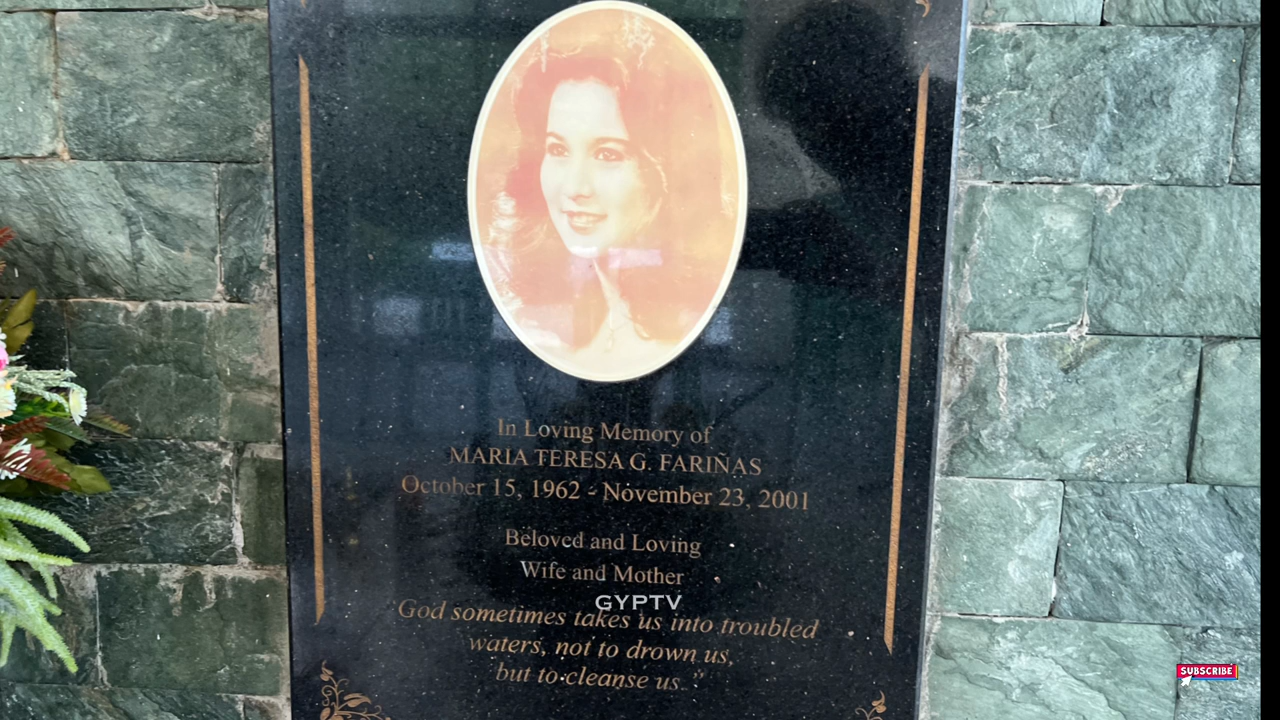 In Loving Memory of
MARIA TERESA G. FARIÑAS
October 15, 1962 - November 23, 2001
Beloved and Loving
Wife and Mother
GYPTV
God sometimes takes us into troubled
waters, not to drown us,
but to cleanse us."
SUBSCRIBE